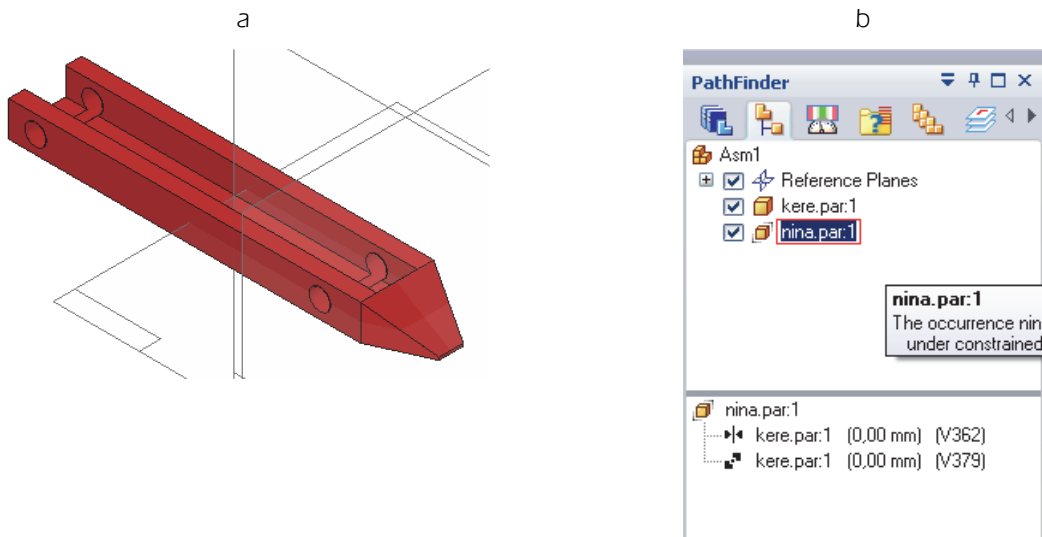 a
b
PathFinder
Asm1
Reference Planes
kere.par:1
nina.par:1
nina.par:1
The occurrence nin
under constrained
nina.par:1
kere.par:1 (0,00 mm) (V362)
kere.par:1 (0,00 mm) (V379)